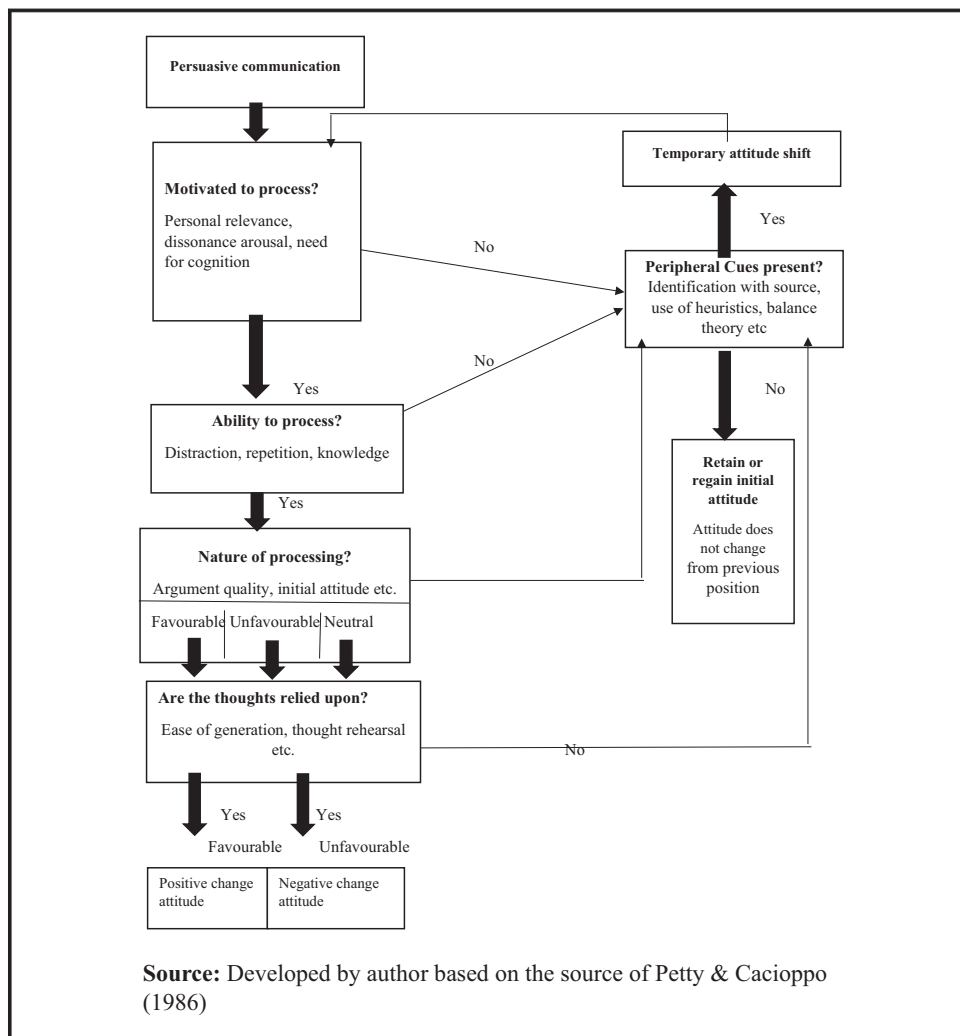 Persuasive communication
Temporary attitude shift
Motivated to process?
Personal relevance,
dissonance arousal, need
for cognition
No
Yes
Peripheral Cues present?
Identification with source,
use of heuristics, balance
theory etc
No
Yes
No
Ability to process?
Distraction, repetition, knowledge
Retain or
regain initial
attitude
Attitude does
not change
from previous
position
Yes
Nature of processing?
Argument quality, initial attitude etc.
Favourable Unfavourable Neutral
Are the thoughts relied upon?
Ease of generation, thought rehearsal
etc.
No
Yes Yes
Favourable Unfavourable
Positive change
attitude
Negative change
attitude
Source: Developed by author based on the source of Petty & Cacioppo
(1986)